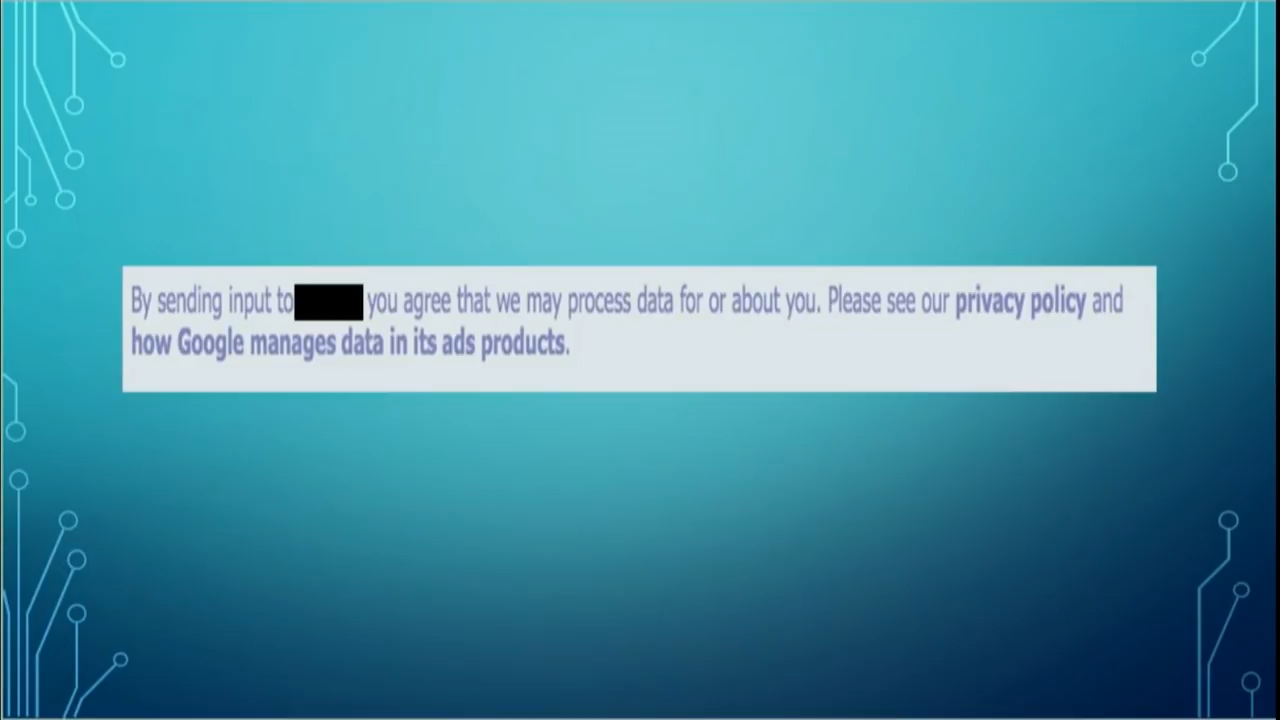 By sending input to you agree that we may process data for or about you. Please see our privacy policy and
how Google manages data in its ads products.